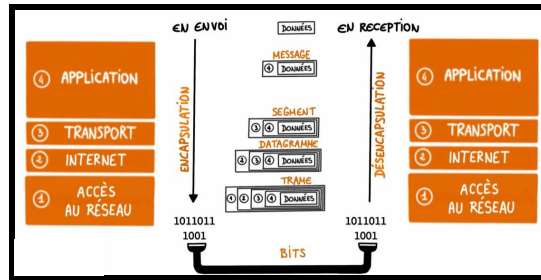 EN ENVOI
DONNÉES
EN RECEPTION
④ APPLICATION
③ TRANSPORT
② INTERNET
① ACCÈS
AU RÉSEAU
ENCAPSULATION
1011011
1001
MESSAGE
④ DONNÉES
SEGMENT
③ ④ DONNÉES
DATAGRAMME
② ③ ④ DONNÉES
TRAME
① ② ③ ④ DONNÉES
BITS
DÉSENCAPSULATION
1011011
1001
④ APPLICATION
③ TRANSPORT
② INTERNET
① ACCÈS
AU RÉSEAU